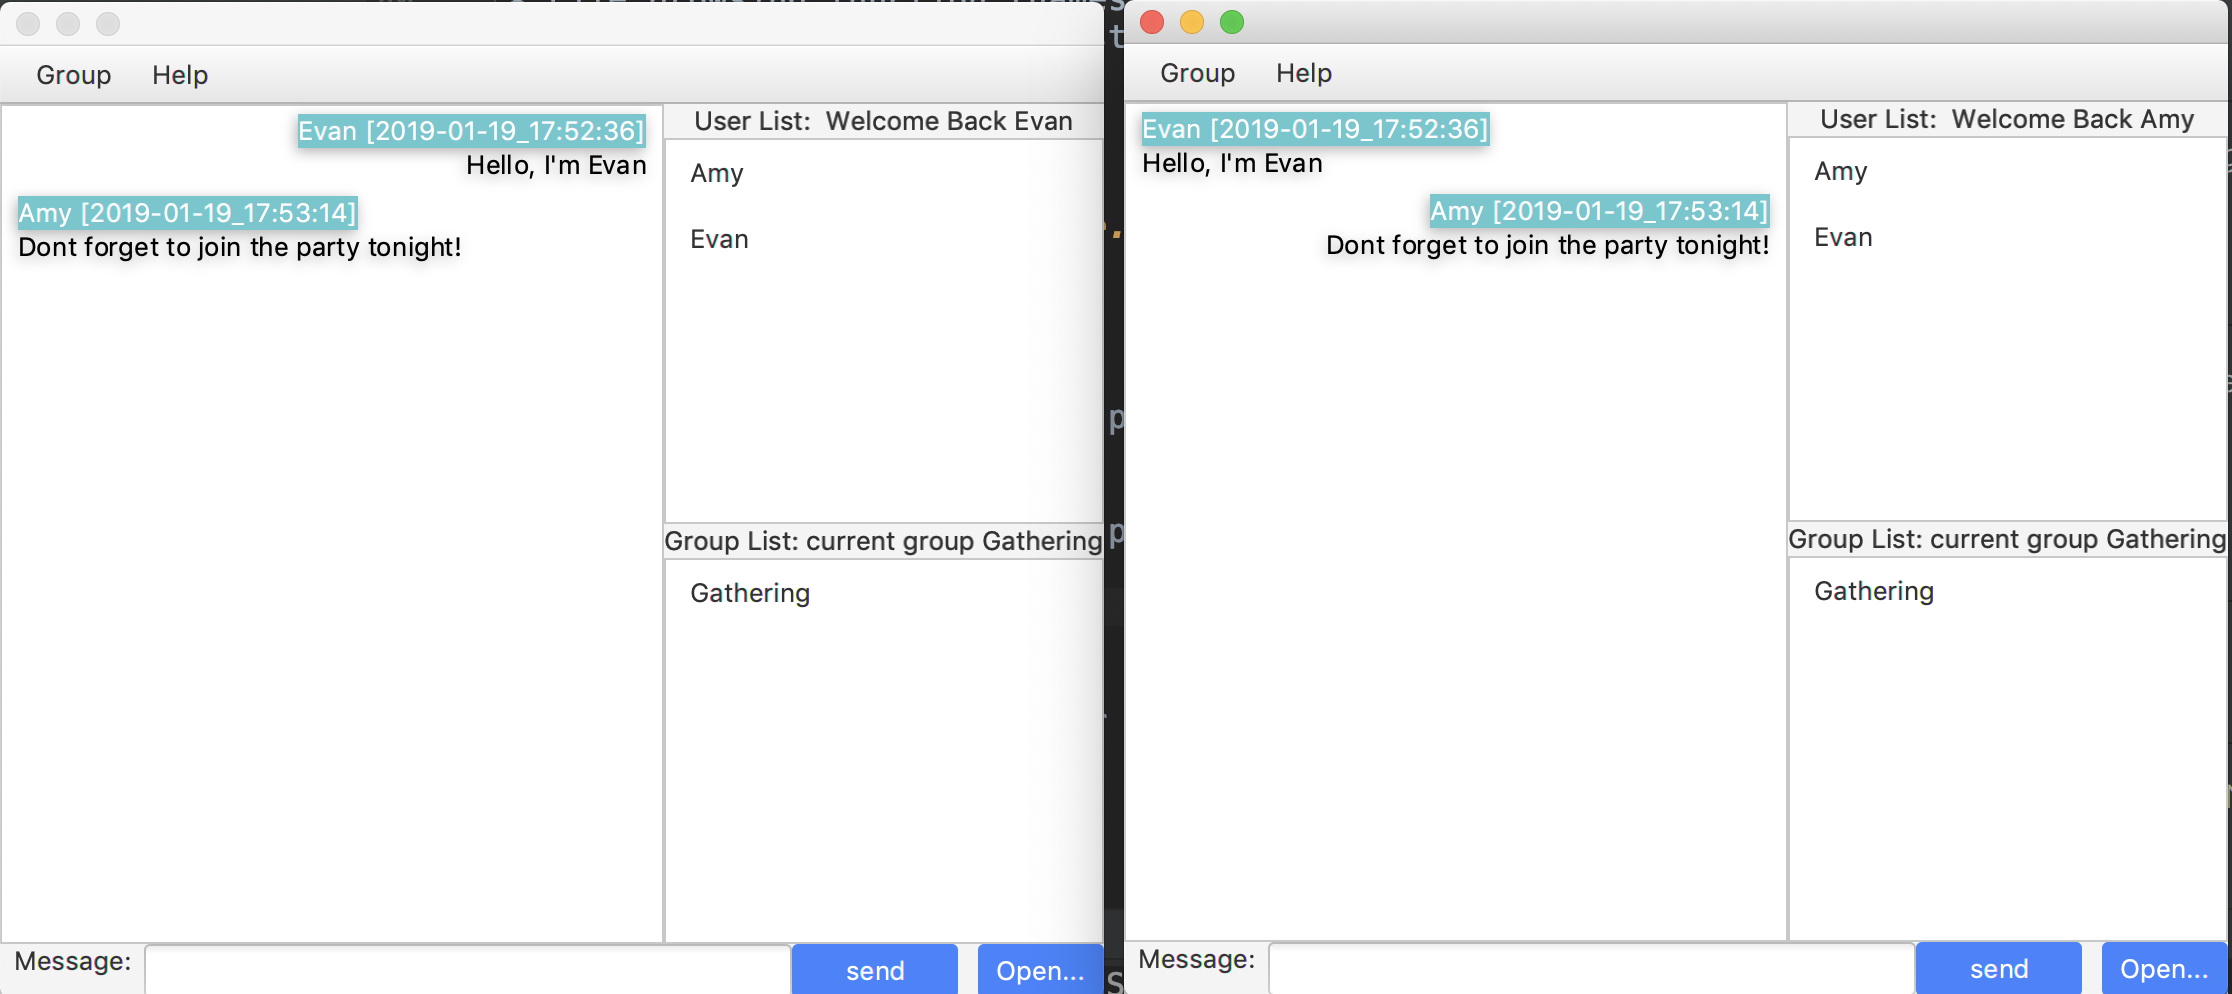 Group Help
Evan [2019-01-19_17:52:36]
Hello, I'm Evan
Amy [2019-01-19_17:53:14]
Dont forget to join the party tonight!
User List: Welcome Back Evan
Amy
Evan
Group List: current group Gathering
Gathering
Message:
send
Open...
Group Help
Evan [2019-01-19_17:52:36]
Hello, I'm Evan
Amy [2019-01-19_17:53:14]
Dont forget to join the party tonight!
User List: Welcome Back Amy
Amy
Evan
Group List: current group Gathering
Gathering
Message:
send
Open...